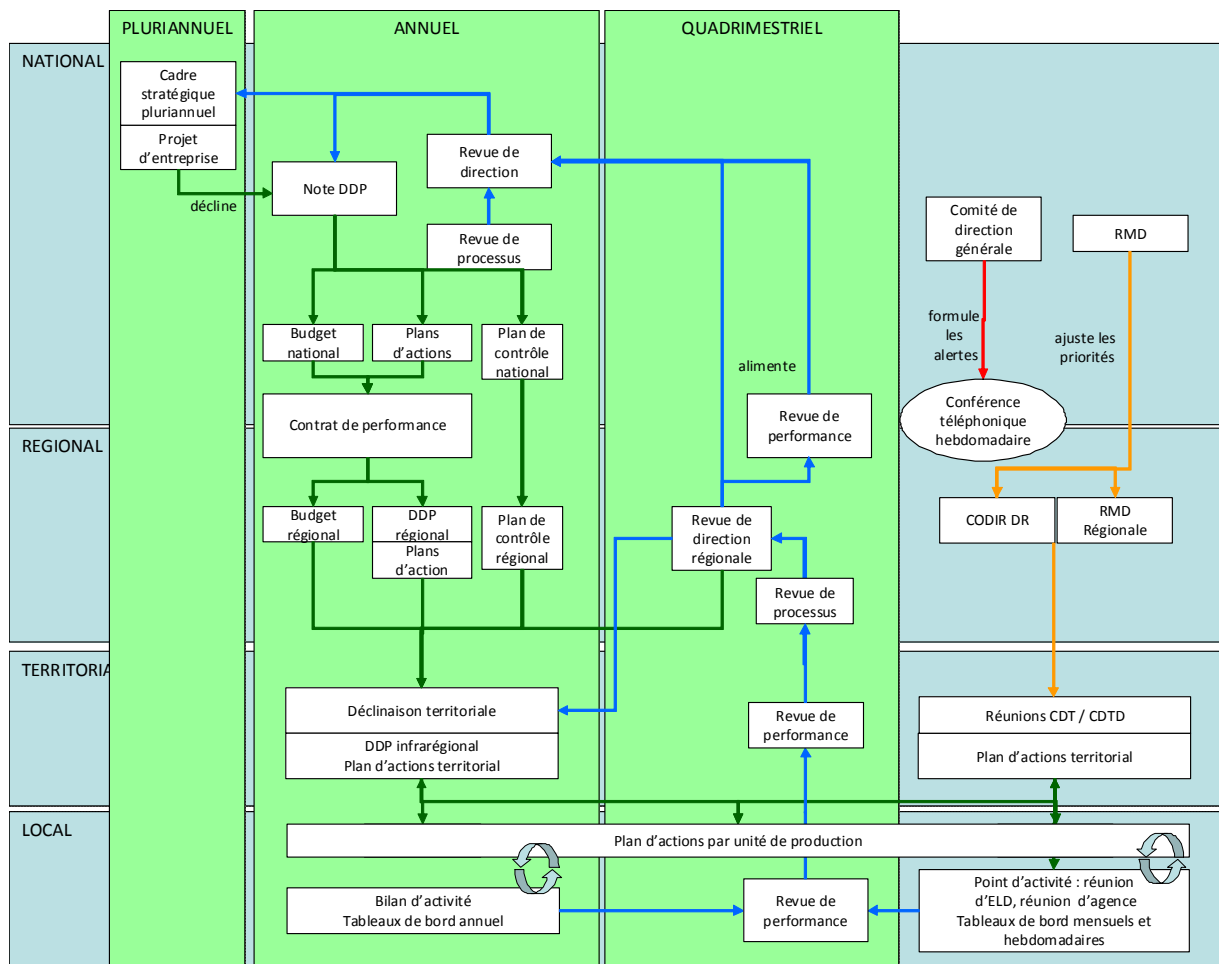 PLURIANNUEL
ANNUEL
QUADRIMESTRIEL
NATIONAL
Cadre
stratégique
pluriannuel
Projet
d'entreprise
décline
Note DDP
Revue de
direction
Revue de
processus
Comité de
direction
générale
RMD
formule
les
alertes
ajuste les
priorités
Budget
national
Plans
d'actions
Plan de
contrôle
national
alimente
Contrat de performance
Revue de
performance
Conférence
téléphonique
hebdomadaire
REGIONAL
Budget
régional
DDP
régional
Plans
d'action
Plan de
contrôle
régional
Revue de
direction
régionale
CODIR DR
RMD
Régionale
Revue de
processus
TERRITORIA
Déclinaison territoriale
DDP infrarégional
Plan d'actions territorial
Revue de
performance
Réunions CDT / CDTD
Plan d'actions territorial
LOCAL
Plan d'actions par unité de production
Bilan d'activité
Tableaux de bord annuel
Revue de
performance
Point d'activité : réunion
d'ELD, réunion d'agence
Tableaux de bord mensuels et
hebdomadaires